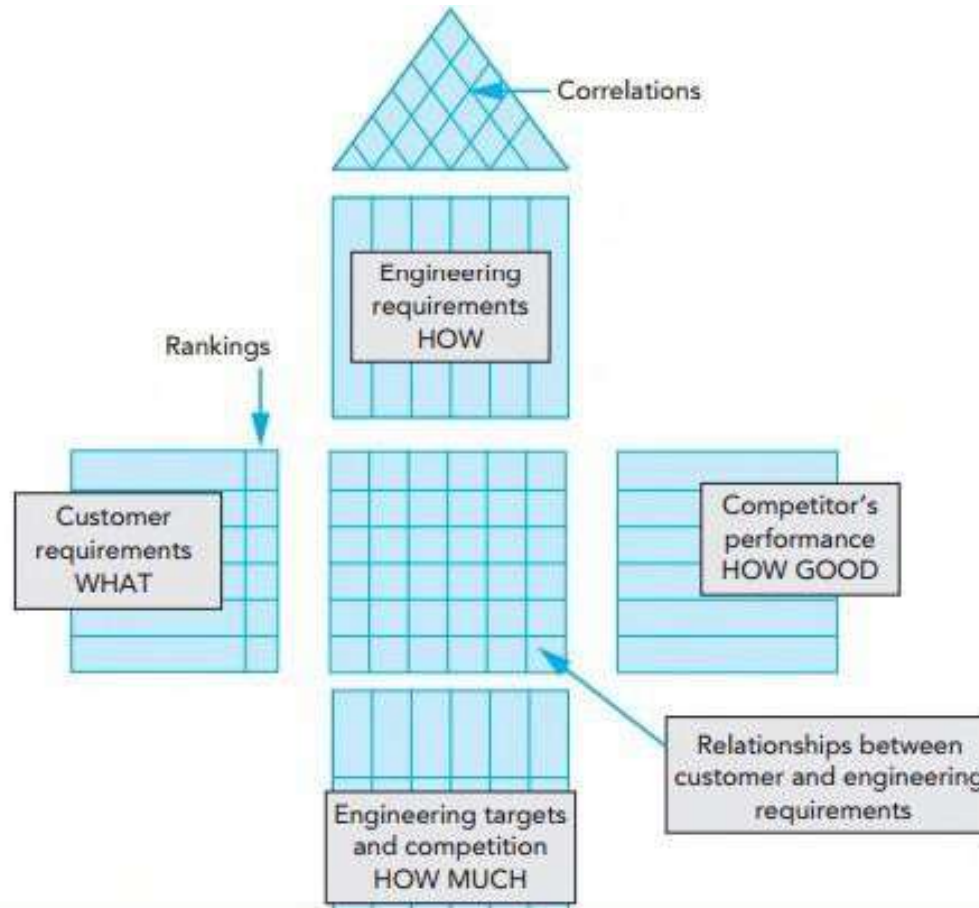 Correlations
Engineering
requirements
HOW
Rankings
Customer
requirements
WHAT
Competitor's
performance
HOW GOOD
Relationships between
customer and engineering
requirements
Engineering targets
and competition
HOW MUCH